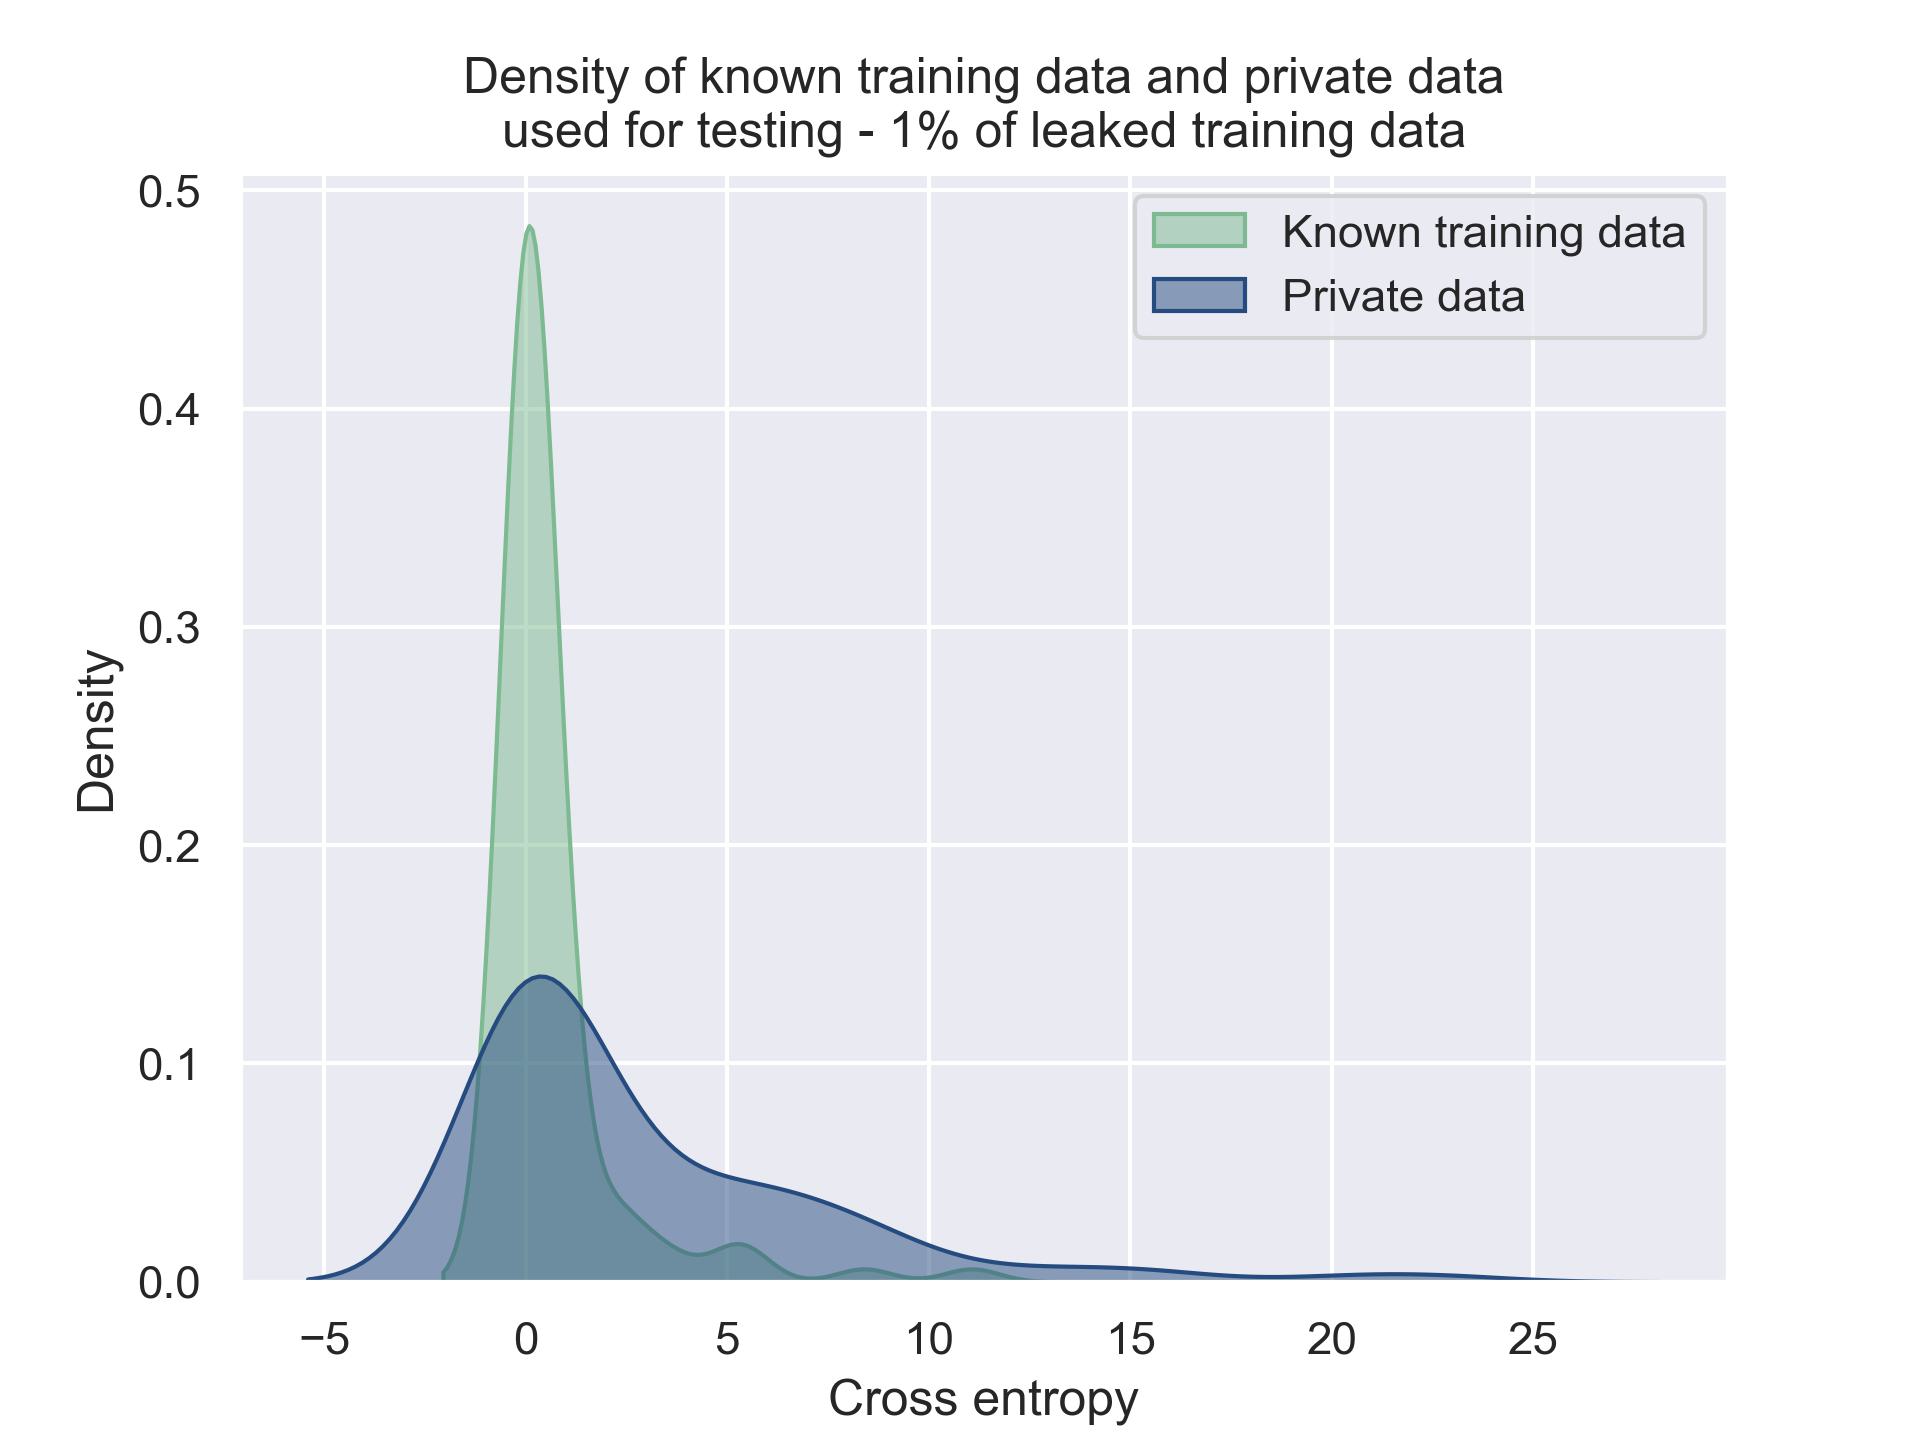 Density of known training data and private data
used for testing - 1% of leaked training data
Known training data
Private data
Density
0.5
0.4
0.3
0.2
0.1
0.0
−5 0 5 10 15 20 25
Cross entropy